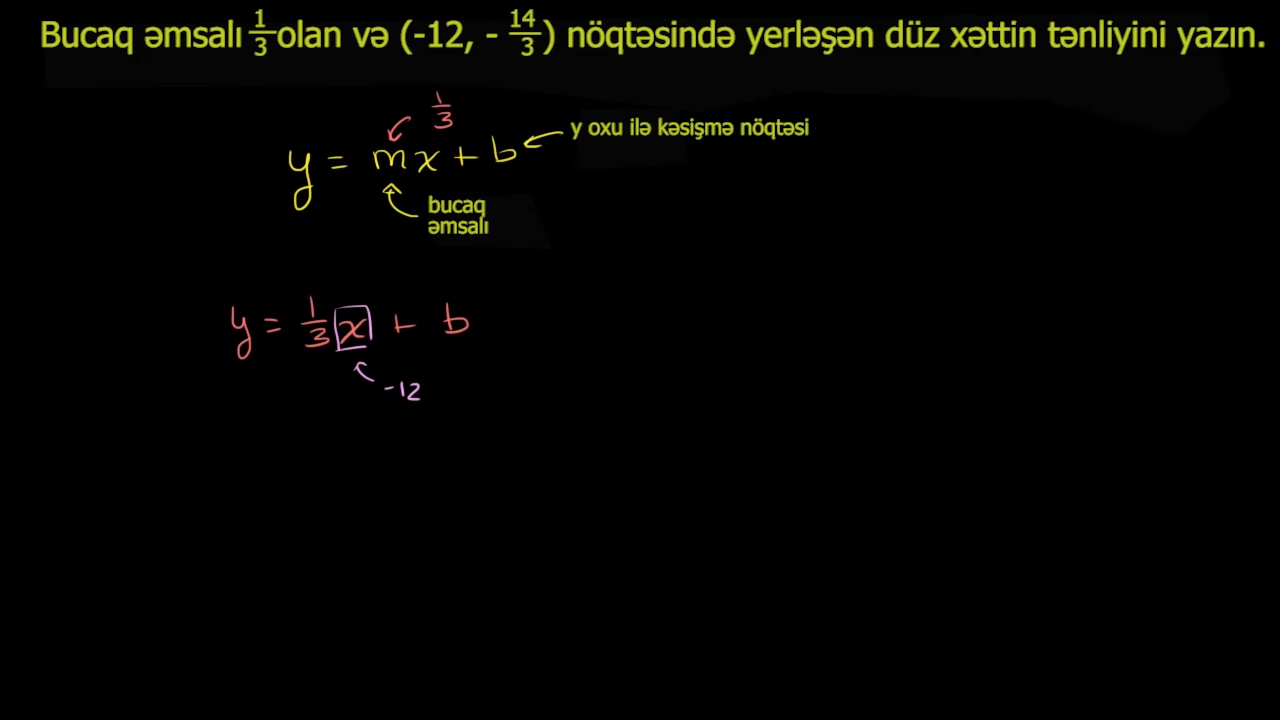 Bucaq əmsalı 1/3 olan və (-12, - 14/3) nöqtəsində yerləşən düz xəttin tənliyini yazın.
1/3
y = mx + b
y oxu ilə kəsişmə nöqtəsi
bucaq
əmsalı
y = 1/3 x + b
-12